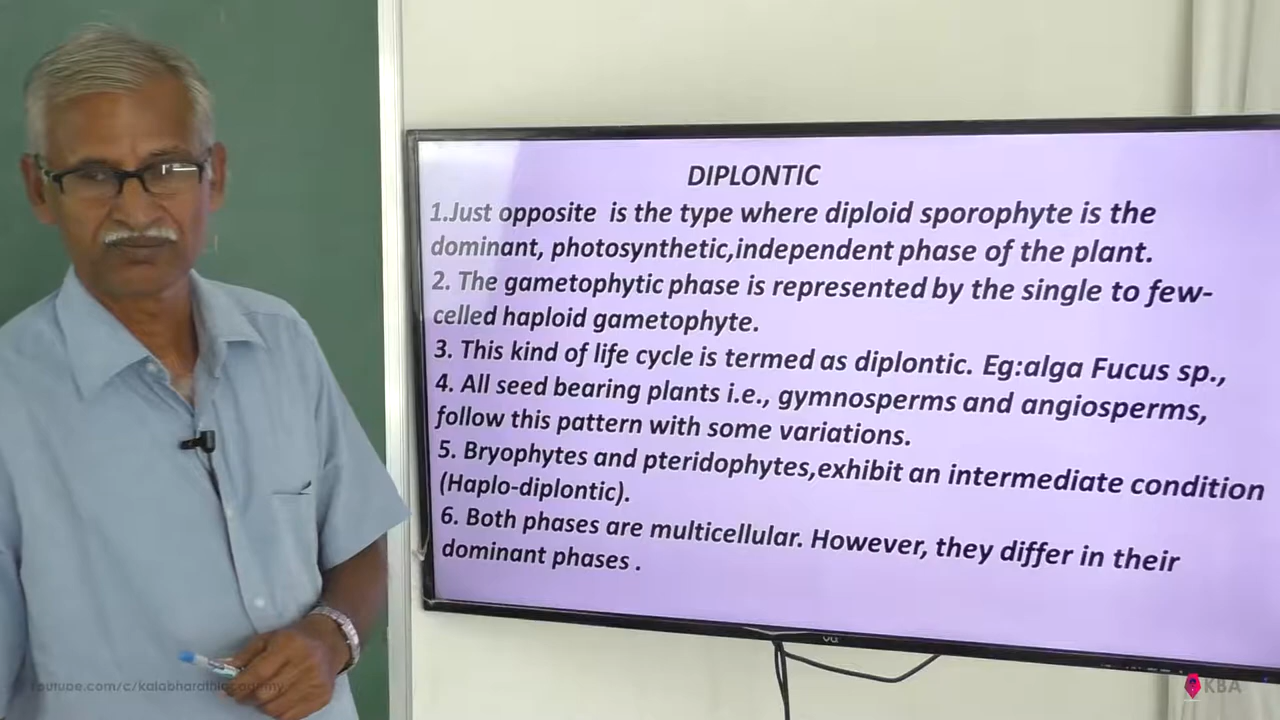 DIPLONTIC
1.Just opposite is the type where diploid sporophyte is the
dominant, photosynthetic,independent phase of the plant.
2. The gametophytic phase is represented by the single to few-
celled haploid gametophyte.
3. This kind of life cycle is termed as diplontic. Eg:alga Fucus sp.,
4. All seed bearing plants i.e., gymnosperms and angiosperms,
follow this pattern with some variations.
5. Bryophytes and pteridophytes,exhibit an intermediate condition
(Haplo-diplontic).
6. Both phases are multicellular. However, they differ in their
dominant phases .
youtube.com/c/kalabharathiacademy
KBA